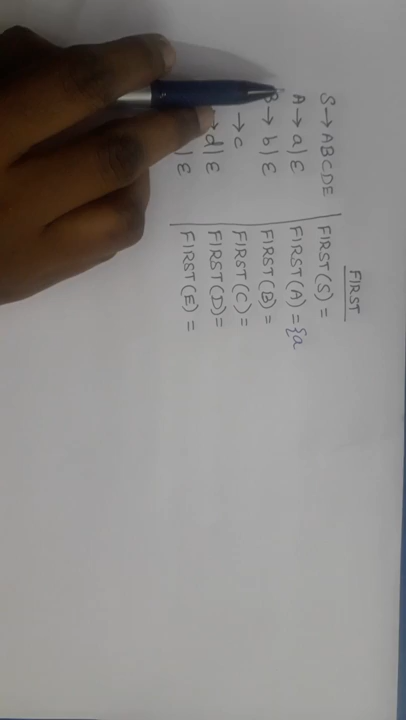 FIRST
S → ABCDE FIRST(S) =
A → a|ε FIRST(A) = {a
B → b|ε FIRST(B) =
→ c FIRST(C) =
→ d|ε FIRST(D) =
|ε FIRST(E) =